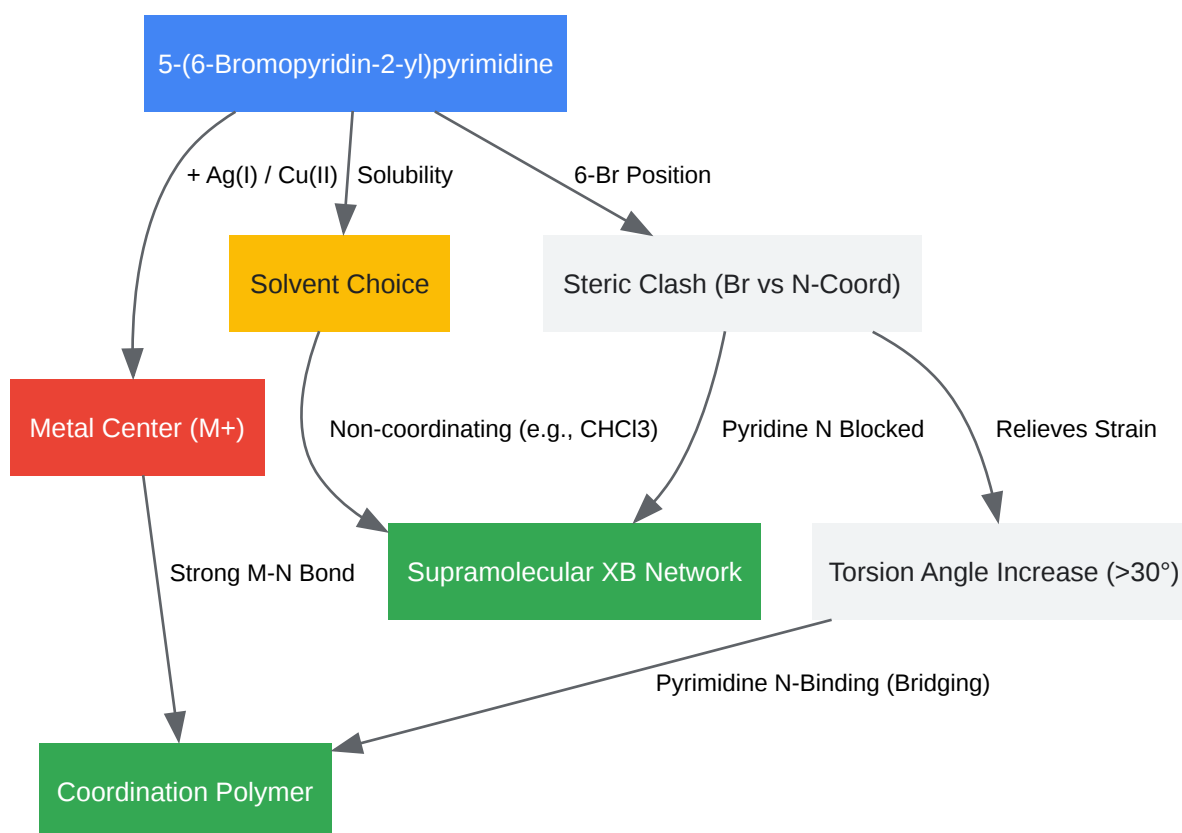 5-(6-Bromopyridin-2-yl)pyrimidine
+ Ag(I) / Cu(II)
Solubility
6-Br Position
Solvent Choice
Steric Clash (Br vs N-Coord)
Metal Center (M+)
Non-coordinating (e.g., CHCl3)
Pyridine N Blocked
Relieves Strain
Strong M-N Bond
Supramolecular XB Network
Torsion Angle Increase (>30°)
Pyrimidine N-Binding (Bridging)
Coordination Polymer